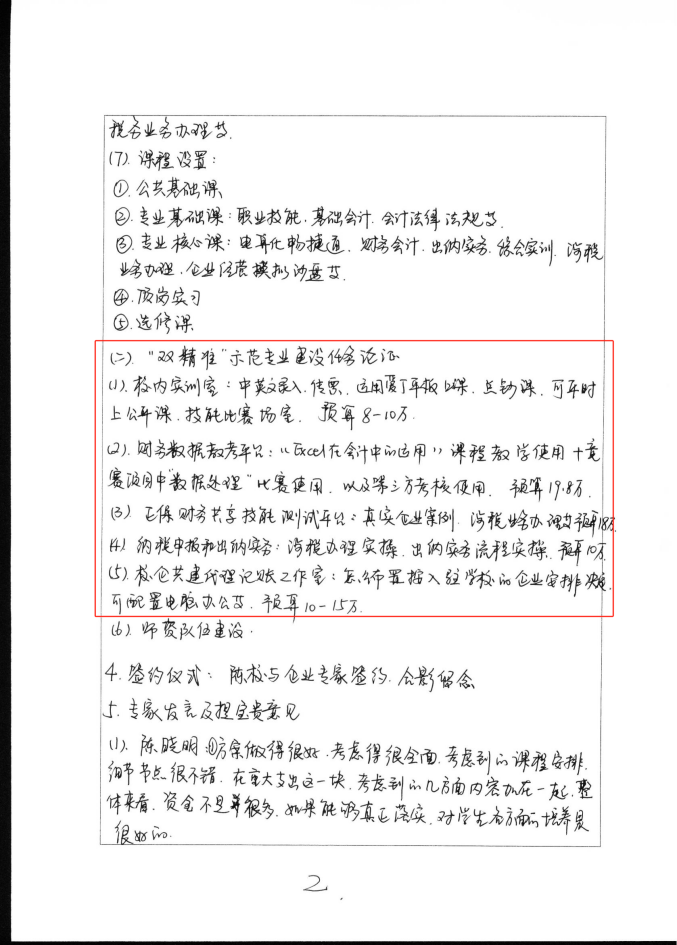 税务业务办理等.
(7). 课程设置:
①. 公共基础课
②. 专业基础课: 职业技能. 基础会计. 会计法律法规等.
③. 专业核心课: 电算化畅捷通. 财务会计. 出纳实务. 综合实训. 涉税
业务办理. 企业经营模拟沙盘等.
④. 顶岗实习
⑤. 选修课
(二). "双精准"示范专业建设任务论证
(1). 校内实训室: 中英文录入. 传票. 运用平板上课. 点钞课. 可平时
上公开课. 技能比赛场室. 预算8-10万.
(2). 财务数据教考平台: "Excel在会计中的运用" 课程教学使用+竞
赛项目中"数据处理"比赛使用. 以及第三方考核使用. 预算19.8万.
(3) 正保财务共享技能测试平台: 真实企业案例. 涉税业务办理等预算18万.
(4) 纳税申报和出纳实务: 涉税办理实操. 出纳实务流程实操. 预算10万.
(5). 校企共建代理记账工作室: 怎么布置按入驻学校的企业安排决定.
可配置电脑办公等. 预算10-15万.
(6). 师资队伍建设.
4. 签约仪式: 陈校与企业专家签约. 合影留念
5. 专家发言及提宝贵意见
(1). 陈晓明: ①方案做得很好. 考虑得很全面. 考虑到的课程安排.
细节节点很不错. 在重大支出这一块. 考虑到的几方面内容加在一起. 整
体来看. 资金不是很多. 如果能够真正落实. 对学生各方面的培养是
很好的.
2